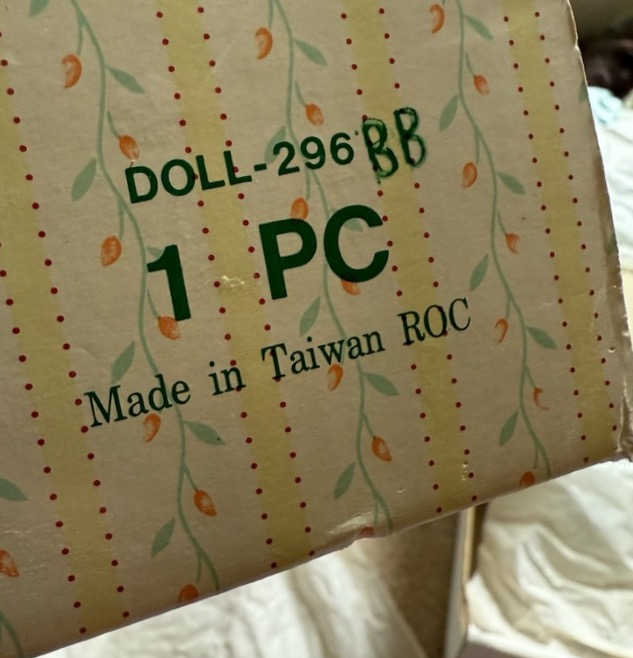 DOLL-296 BB
1 PC
Made in Taiwan ROC